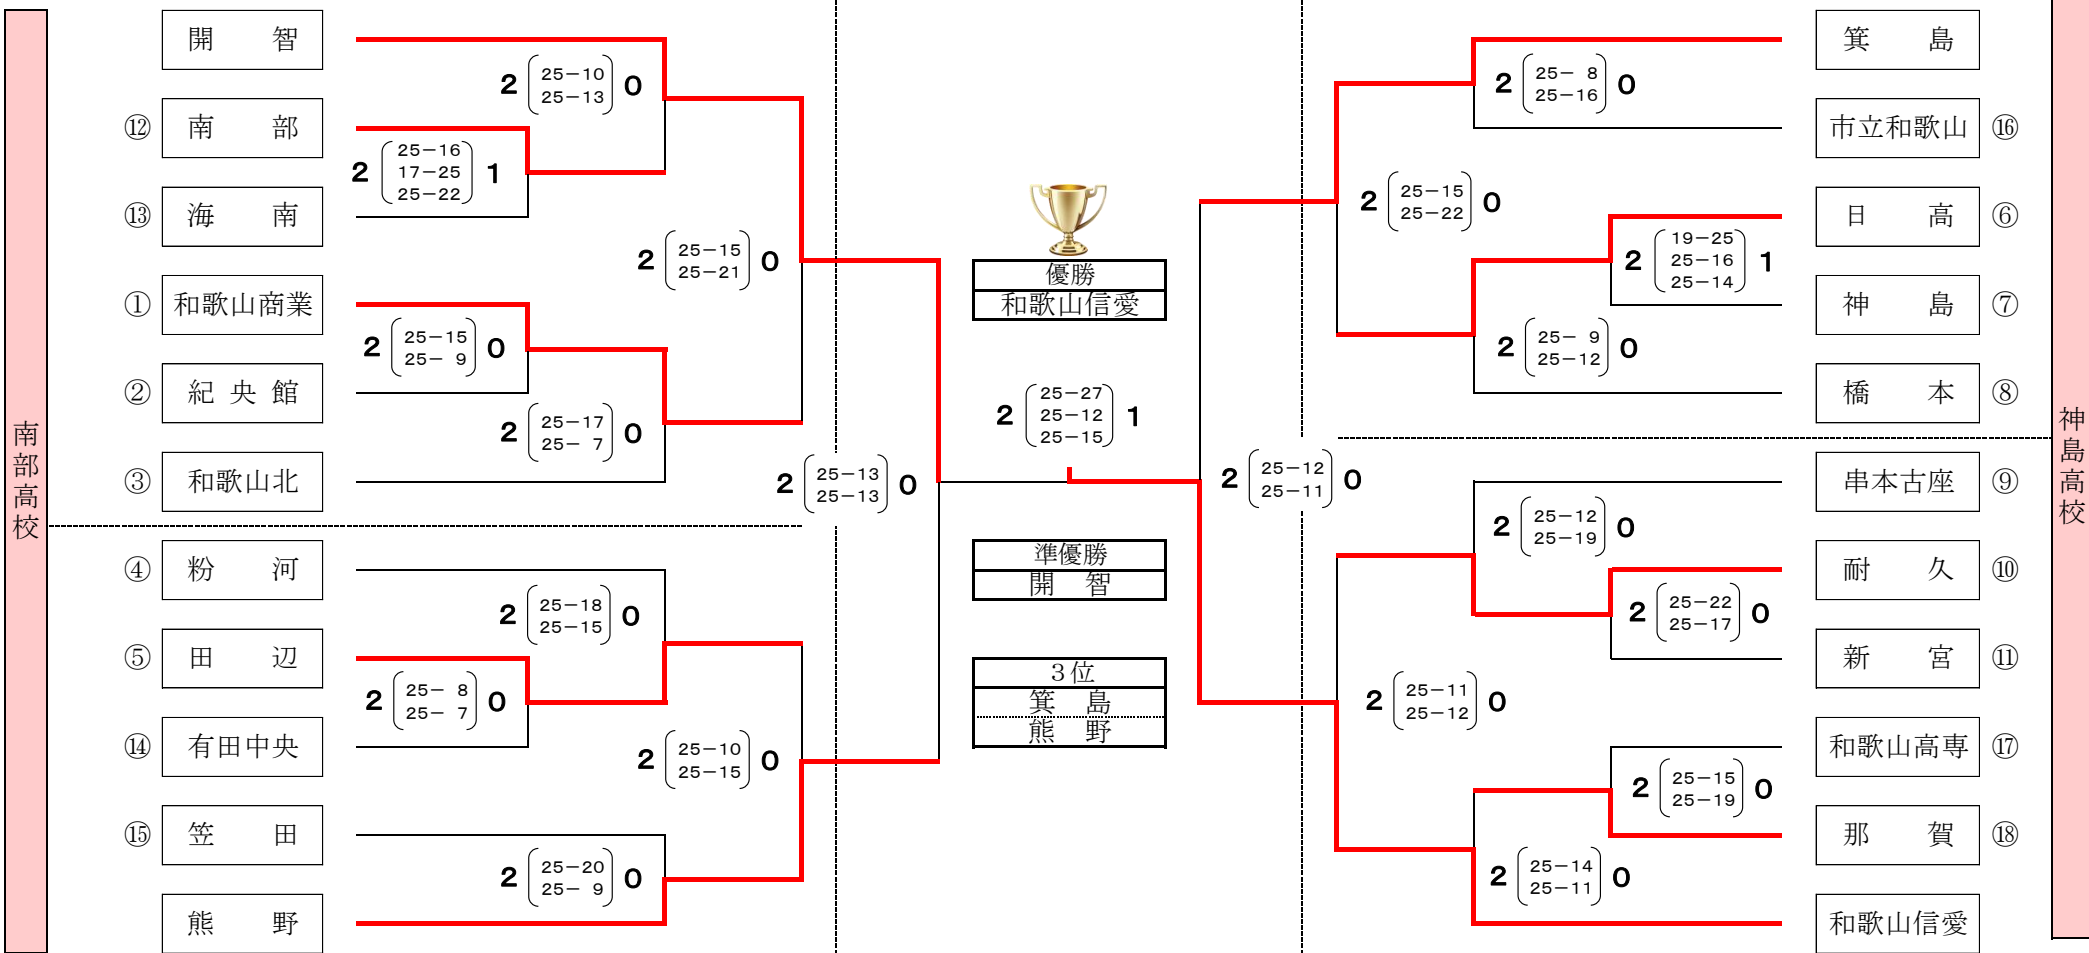 南部高校
開 智
⑫ 南 部
⑬ 海 南
① 和歌山商業
② 紀央館
③ 和歌山北
④ 粉 河
⑤ 田 辺
⑭ 有田中央
⑮ 笠 田
熊 野
2 25-10 0
25-13
2 25-16 1
17-25
25-22
2 25-15 0
25-21
2 25-15 0
25- 9
2 25-17 0
25- 7
2 25-13 0
25-13
2 25-18 0
25-15
2 25- 8 0
25- 7
2 25-10 0
25-15
2 25-20 0
25- 9
優勝
和歌山信愛
2 25-27 1
25-12
25-15
準優勝
開 智
3位
箕 島
熊 野
2 25- 8 0
25-16
2 25-15 0
25-22
2 19-25 1
25-16
25-14
2 25- 9 0
25-12
2 25-12 0
25-11
2 25-12 0
25-19
2 25-22 0
25-17
2 25-11 0
25-12
2 25-15 0
25-19
2 25-14 0
25-11
箕 島
市立和歌山 ⑯
日 高 ⑥
神 島 ⑦
橋 本 ⑧
串本古座 ⑨
耐 久 ⑩
新 宮 ⑪
和歌山高専 ⑰
那 賀 ⑱
和歌山信愛
神島高校